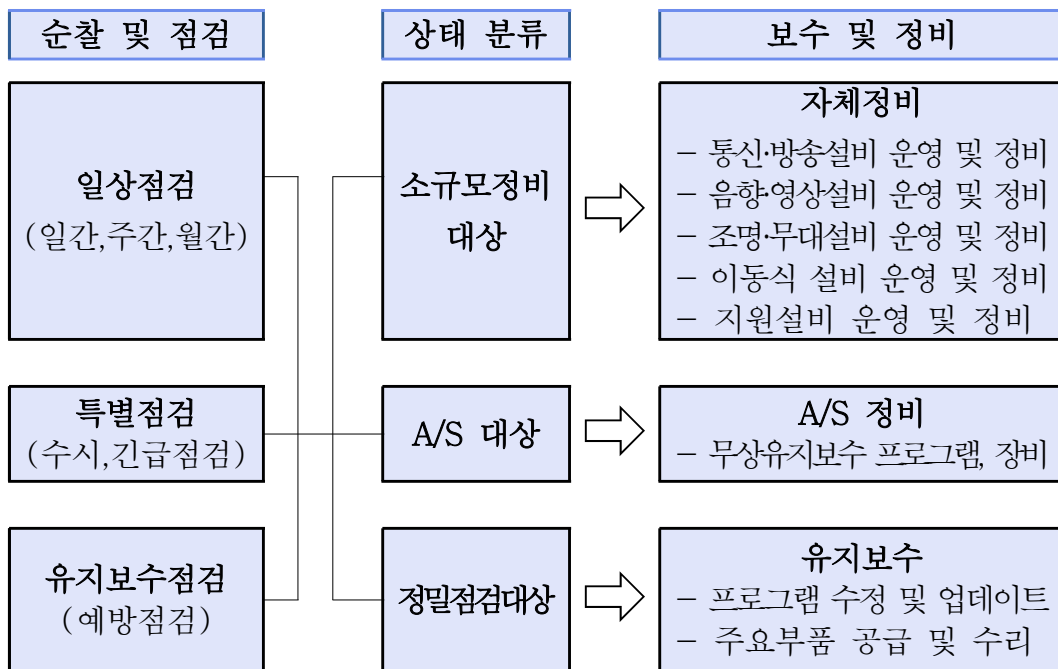 순찰 및 점검
상태 분류
보수 및 정비
일상점검
(일간,주간,월간)
소규모정비
대상
자체정비
– 통신·방송설비 운영 및 정비
– 음향·영상설비 운영 및 정비
– 조명·무대설비 운영 및 정비
– 이동식 설비 운영 및 정비
– 지원설비 운영 및 정비
특별점검
(수시,긴급점검)
A/S 대상
A/S 정비
– 무상유지보수 프로그램, 장비
유지보수점검
(예방점검)
정밀점검대상
유지보수
– 프로그램 수정 및 업데이트
– 주요부품 공급 및 수리